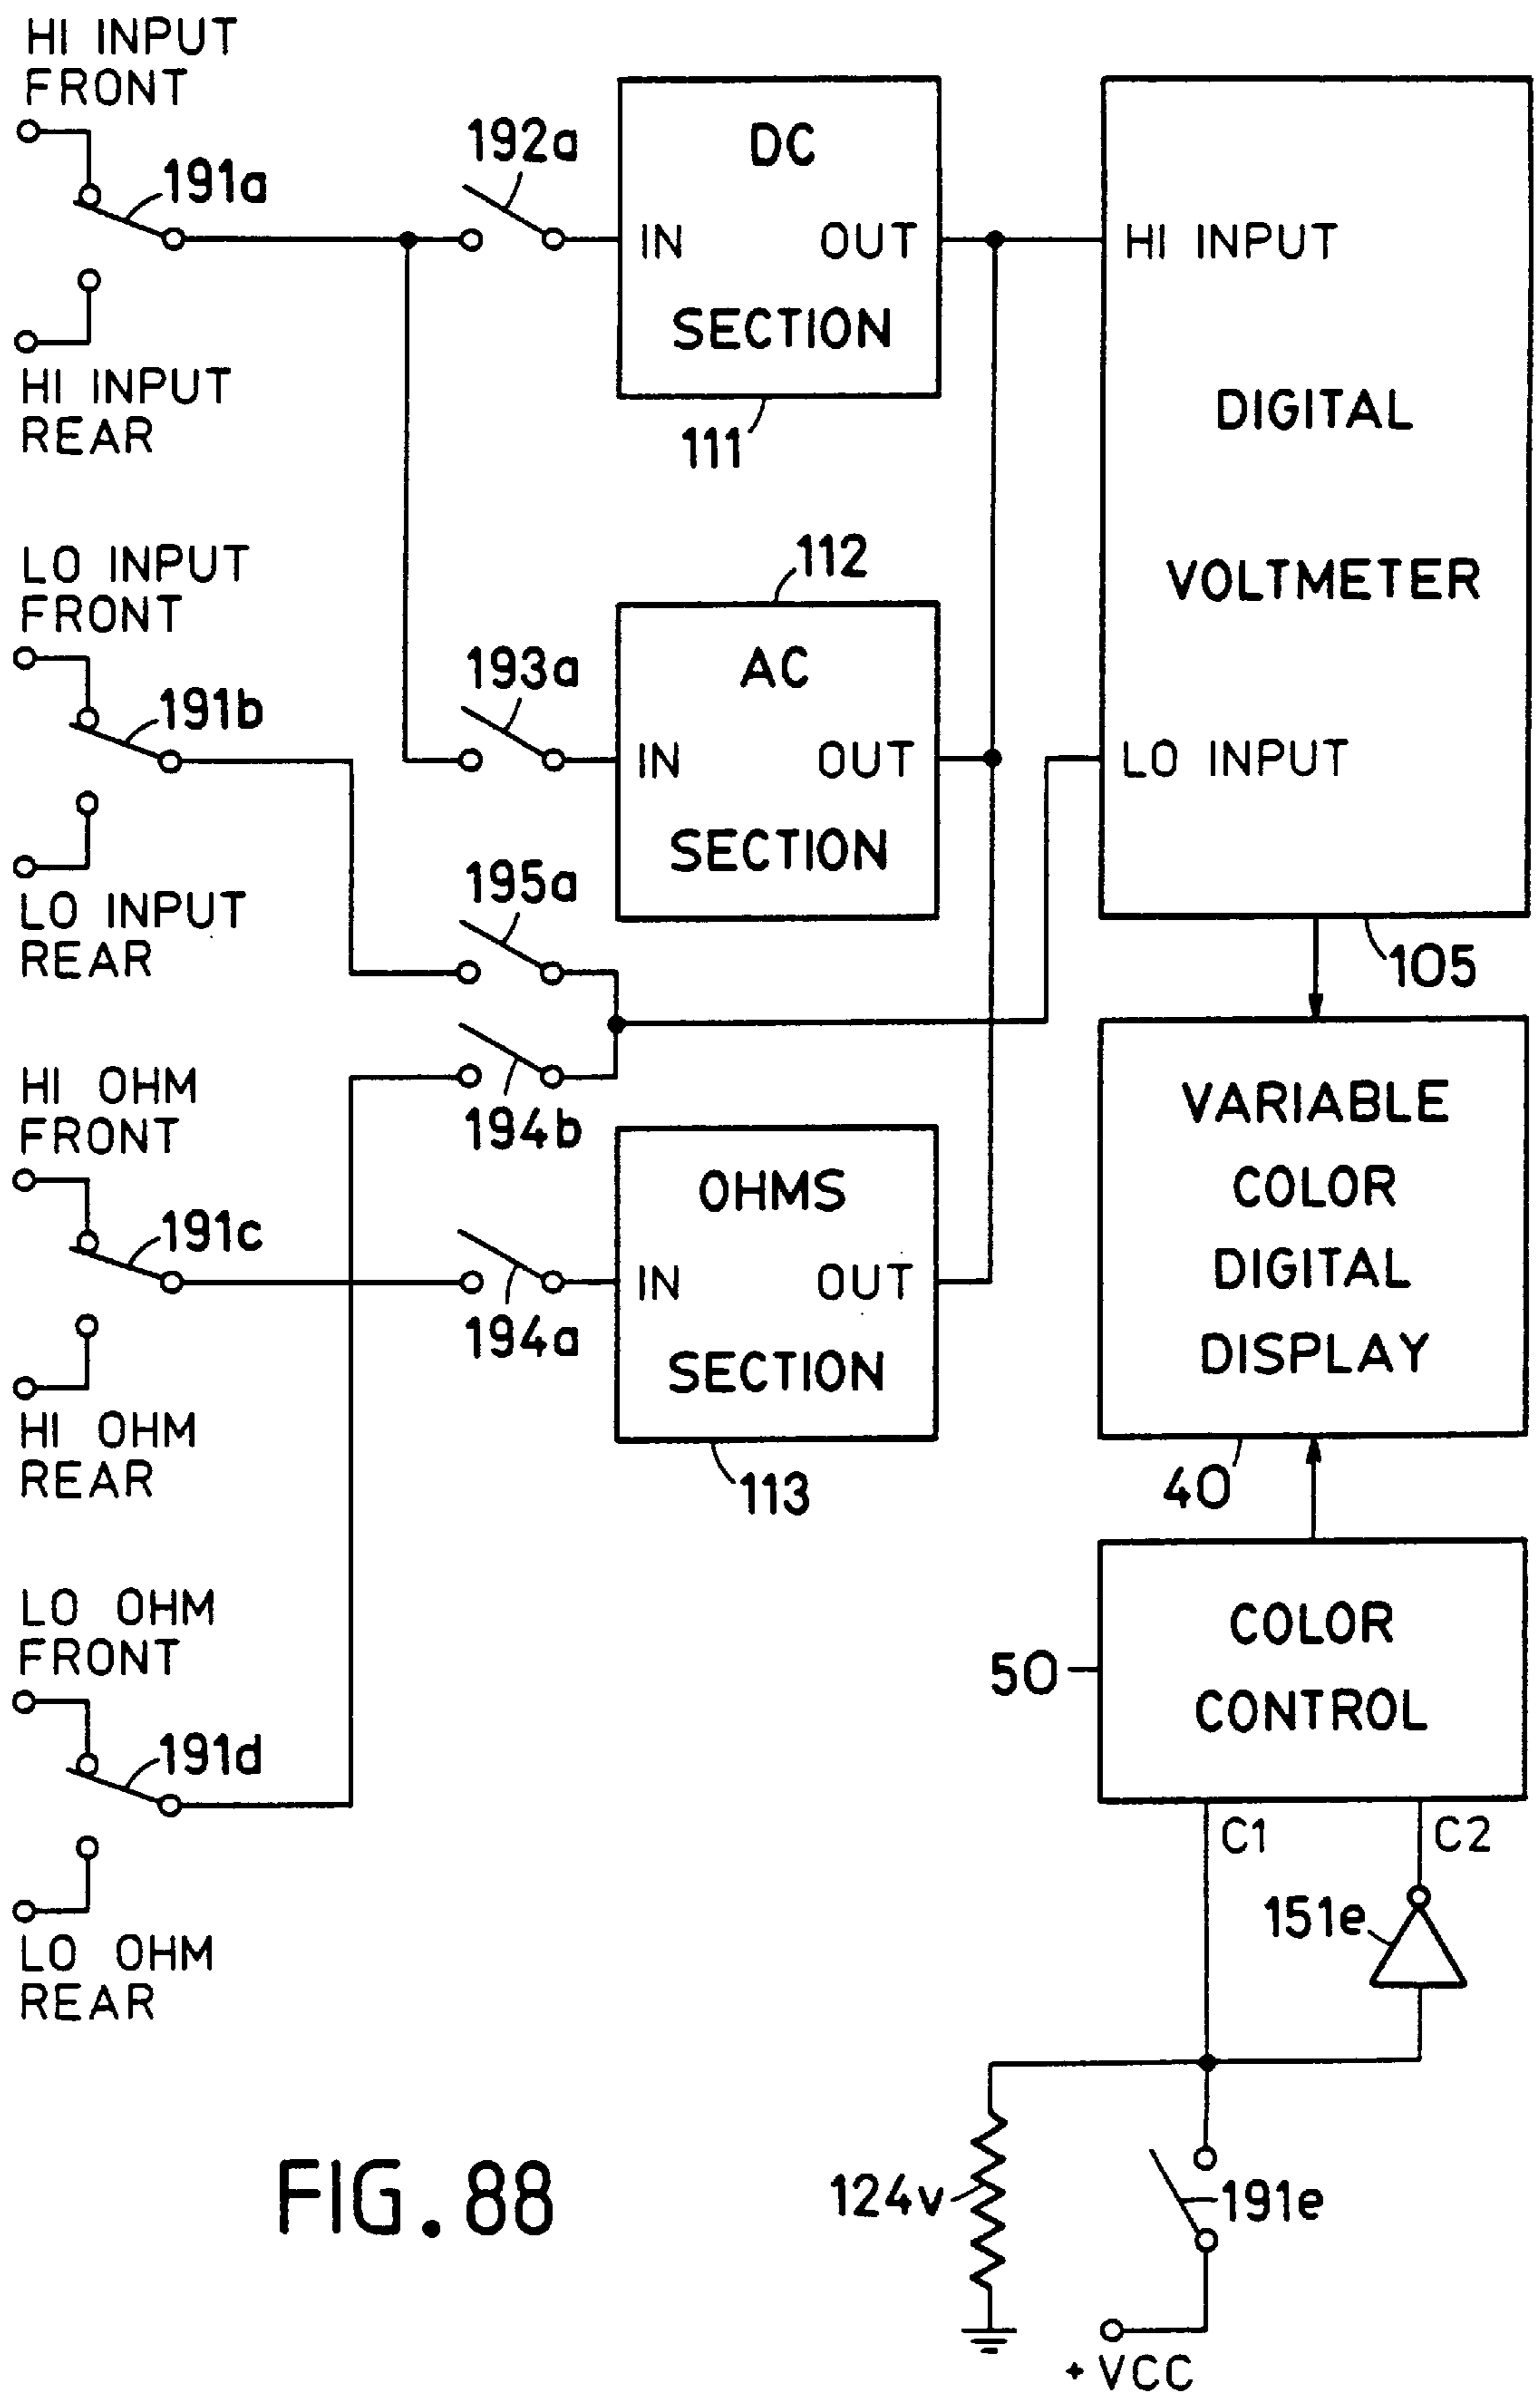 HI INPUT
FRONT
191a
HI INPUT
REAR
192a
DC
IN OUT
SECTION
111
HI INPUT
DIGITAL
VOLTMETER
LO INPUT
105
LO INPUT
FRONT
191b
LO INPUT
REAR
193a
112
AC
IN OUT
SECTION
195a
194b
HI OHM
FRONT
191c
HI OHM
REAR
194a
OHMS
IN OUT
SECTION
113
VARIABLE
COLOR
DIGITAL
DISPLAY
40
LO OHM
FRONT
191d
LO OHM
REAR
50
COLOR
CONTROL
C1 C2
151e
124v
191e
+VCC
FIG. 88